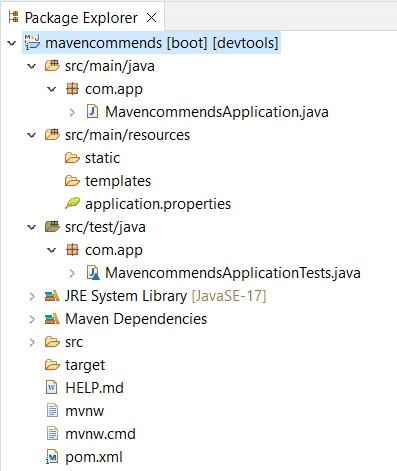 Package Explorer
mavencommends [boot] [devtools]
src/main/java
com.app
MavencommendsApplication.java
src/main/resources
static
templates
application.properties
src/test/java
com.app
MavencommendsApplicationTests.java
JRE System Library [JavaSE-17]
Maven Dependencies
src
target
HELP.md
mvnw
mvnw.cmd
pom.xml